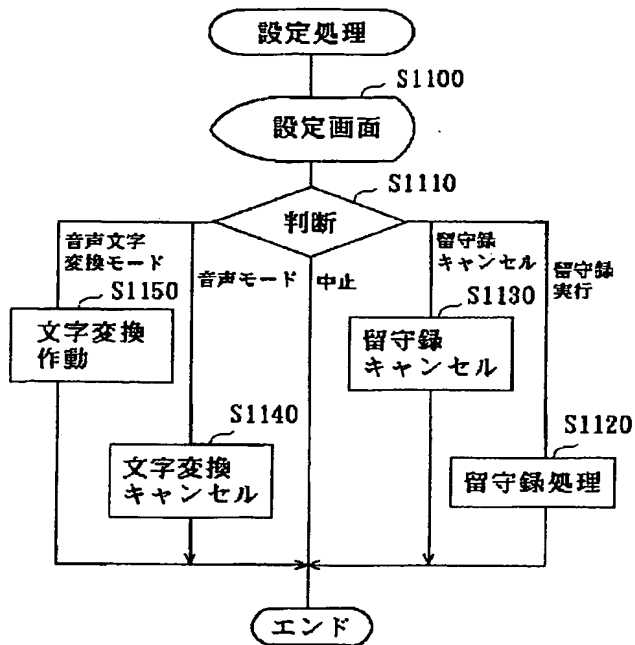 設定処理
S1100
設定画面
S1110
判断
音声文字
変換モード
音声モード
中止
留守録
キャンセル
留守録
実行
S1150
文字変換
作動
S1130
留守録
キャンセル
S1140
文字変換
キャンセル
S1120
留守録処理
エンド